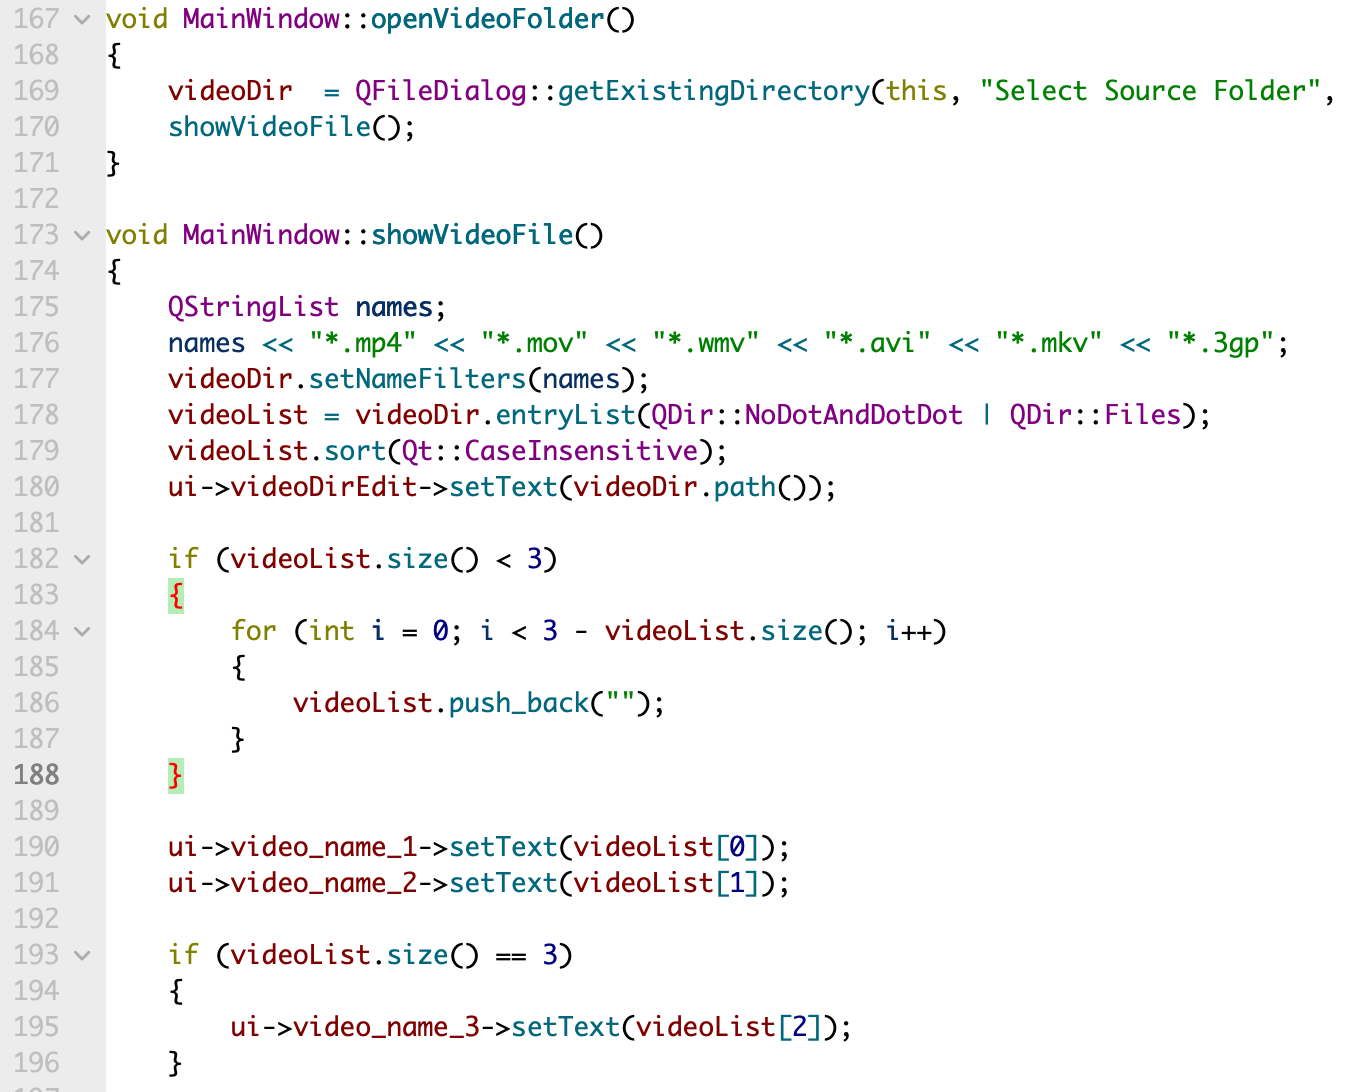 167 void MainWindow::openVideoFolder()
168 {
169     videoDir  = QFileDialog::getExistingDirectory(this, "Select Source Folder",
170     showVideoFile();
171 }
172
173 void MainWindow::showVideoFile()
174 {
175     QStringList names;
176     names << "*.mp4" << "*.mov" << "*.wmv" << "*.avi" << "*.mkv" << "*.3gp";
177     videoDir.setNameFilters(names);
178     videoList = videoDir.entryList(QDir::NoDotAndDotDot | QDir::Files);
179     videoList.sort(Qt::CaseInsensitive);
180     ui->videoDirEdit->setText(videoDir.path());
181
182     if (videoList.size() < 3)
183     {
184         for (int i = 0; i < 3 - videoList.size(); i++)
185         {
186             videoList.push_back("");
187         }
188     }
189
190     ui->video_name_1->setText(videoList[0]);
191     ui->video_name_2->setText(videoList[1]);
192
193     if (videoList.size() == 3)
194     {
195         ui->video_name_3->setText(videoList[2]);
196     }